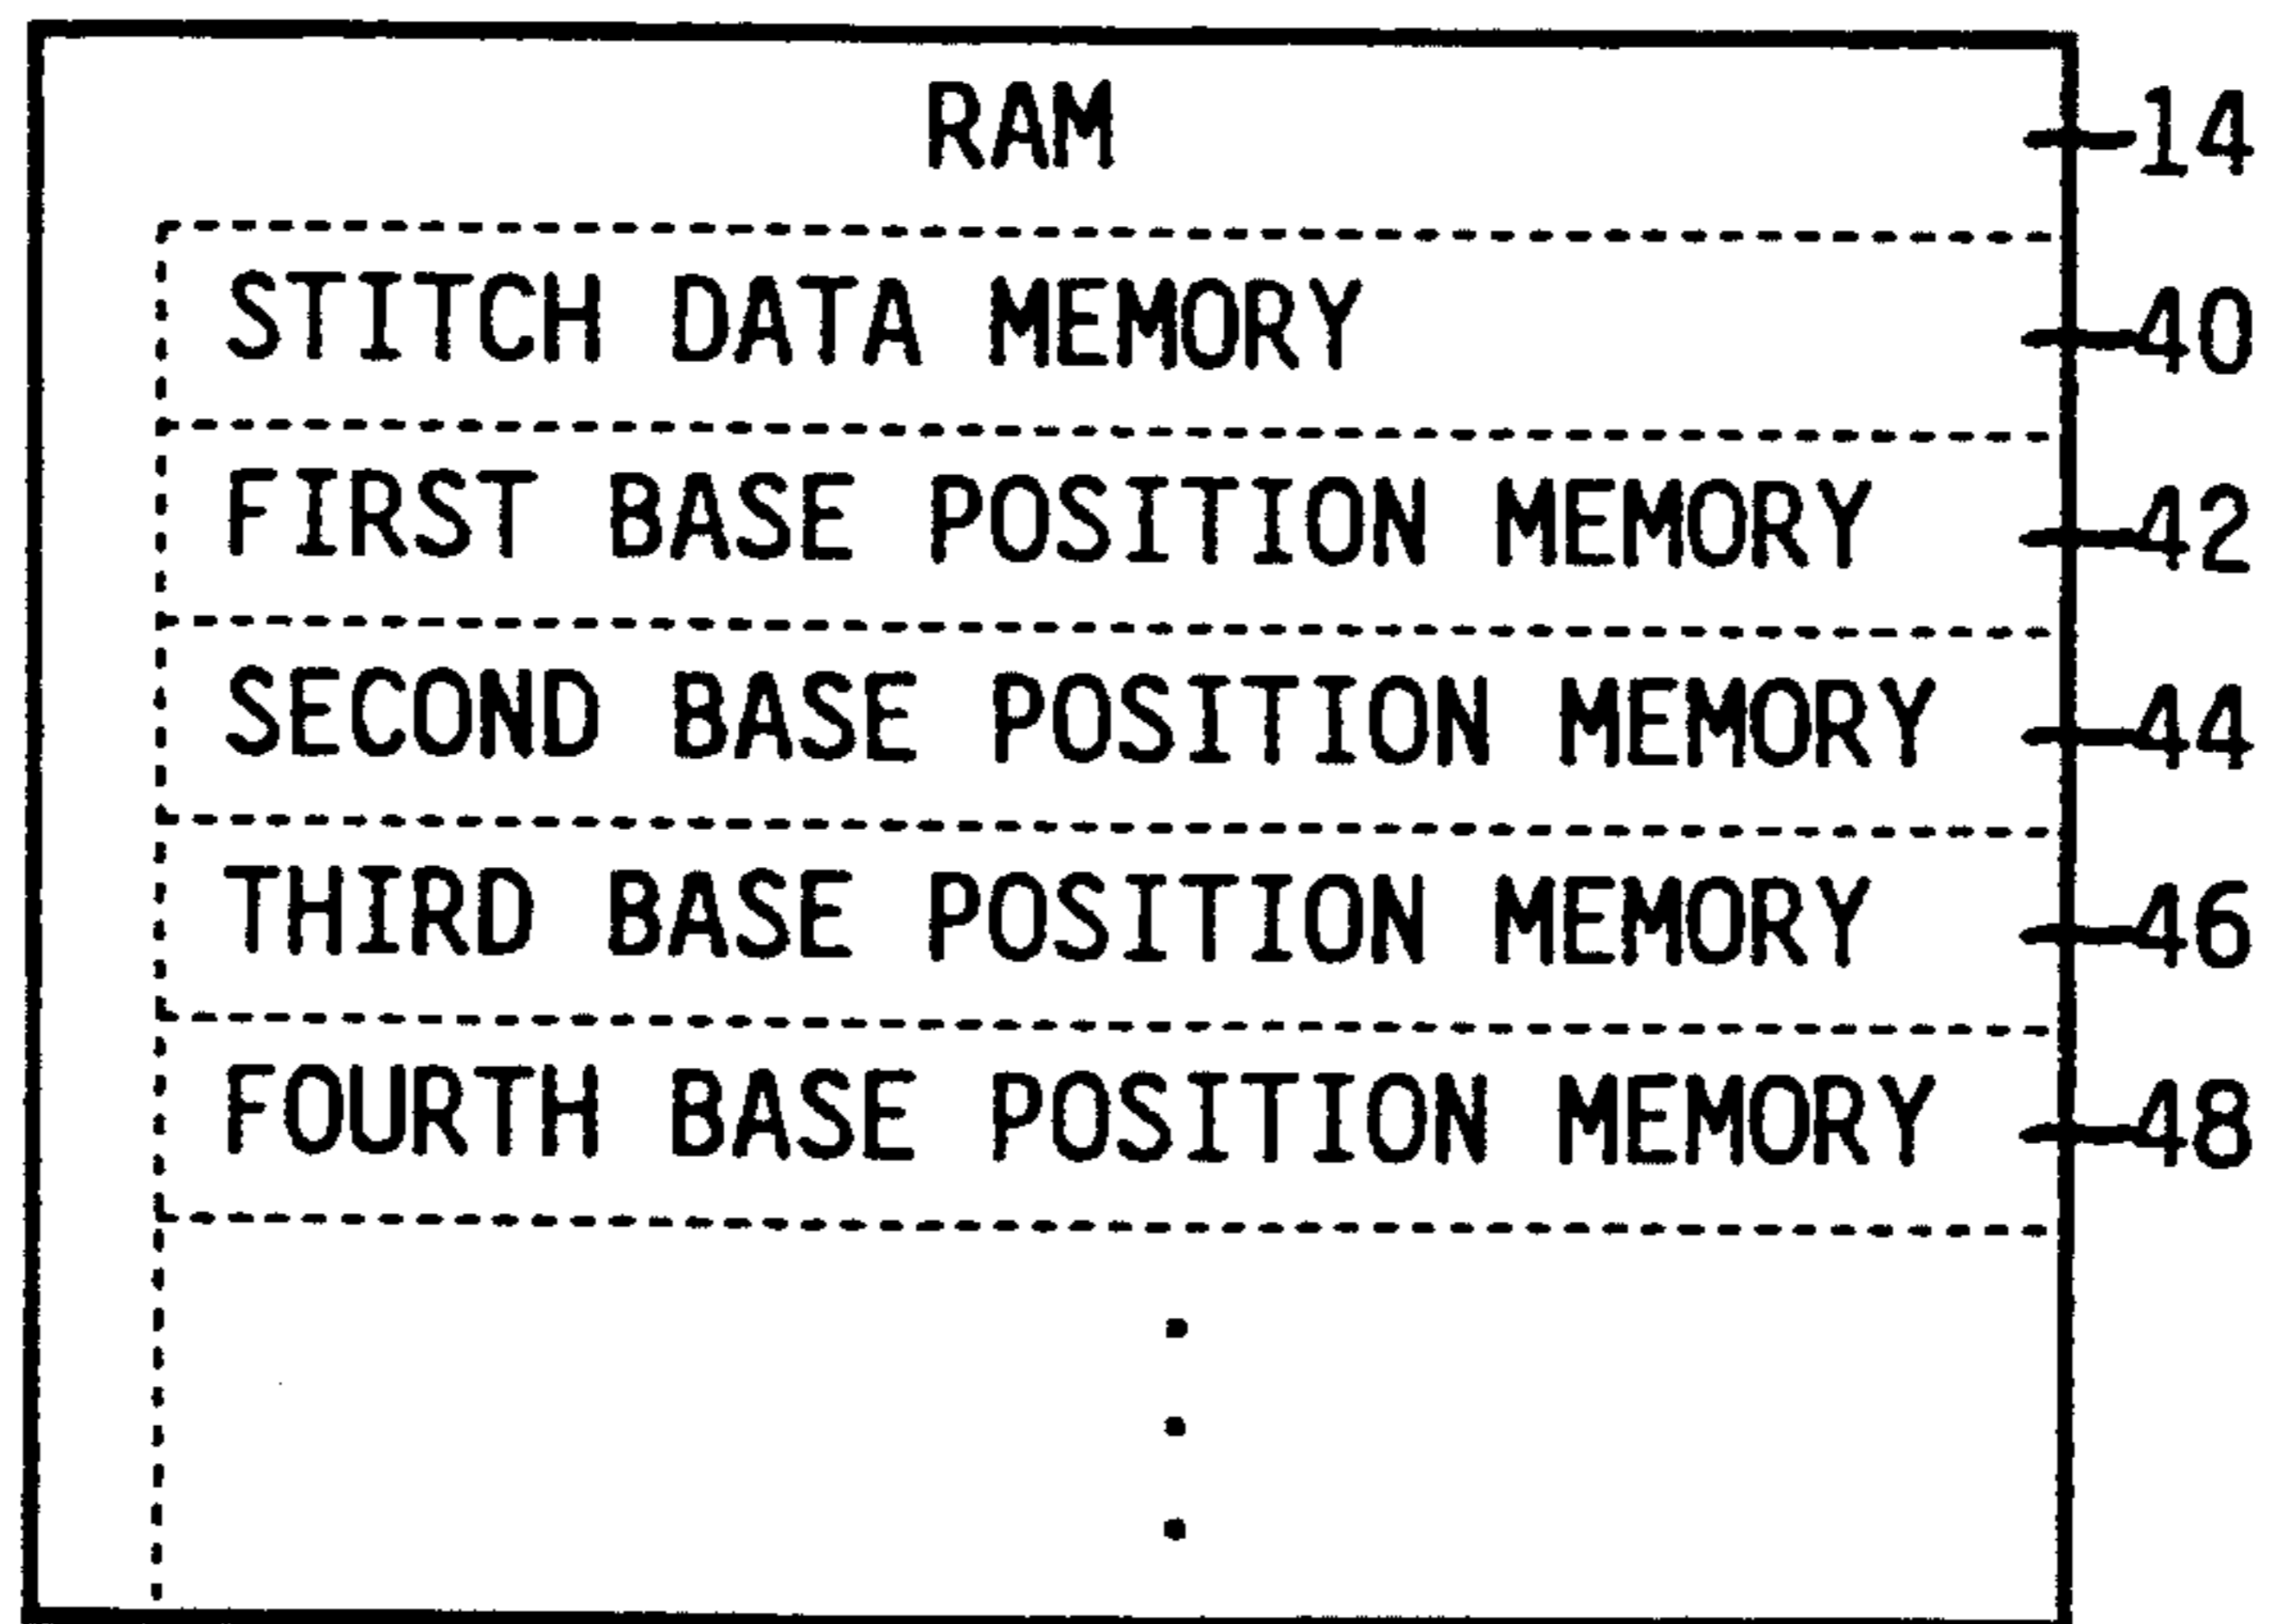 RAM 14
STITCH DATA MEMORY 40
FIRST BASE POSITION MEMORY 42
SECOND BASE POSITION MEMORY 44
THIRD BASE POSITION MEMORY 46
FOURTH BASE POSITION MEMORY 48